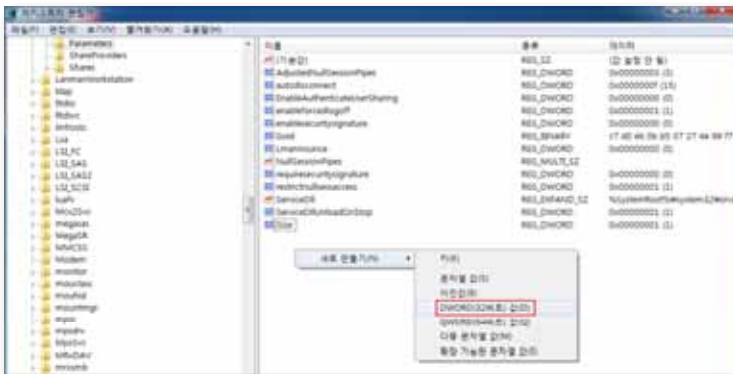 레지스트리 편집기
파일(F) 편집(E) 보기(V) 즐겨찾기(A) 도움말(H)
Parameters
ShareProviders
Shares
LanmanWorkstation
Mup
lltdio
lltdsvc
lmhosts
Lsa
LSI_FC
LSI_SAS
LSI_SAS2
LSI_SCSI
luafv
Mcx2Svc
megasas
MegaSR
MMCSS
Modem
monitor
mouclass
mouhid
mountmgr
mpio
mpsdrv
MpsSvc
MRxDAV
mrxsmb
이름 종류 데이터
(기본값) REG_SZ (값 설정 안 됨)
AdjustedNullSessionPipes REG_DWORD 0x00000003 (3)
autodisconnect REG_DWORD 0x0000000f (15)
EnableAuthenticateUserSharing REG_DWORD 0x00000000 (0)
enableforcedlogoff REG_DWORD 0x00000001 (1)
enablesecuritysignature REG_DWORD 0x00000000 (0)
Guid REG_BINARY
Lmannounce REG_DWORD 0x00000000 (0)
NullSessionPipes REG_MULTI_SZ
requiresecuritysignature REG_DWORD 0x00000000 (0)
restrictnullsessaccess REG_DWORD 0x00000001 (1)
ServiceDll REG_EXPAND_SZ
ServiceDllUnloadOnStop REG_DWORD 0x00000001 (1)
Size REG_DWORD 0x00000001 (1)
새로 만들기(N) 키(K)
문자열 값(S)
이진값(B)
DWORD(32비트) 값(D)
QWORD(64비트) 값(Q)
다중 문자열 값(M)
확장 가능한 문자열 값(E)